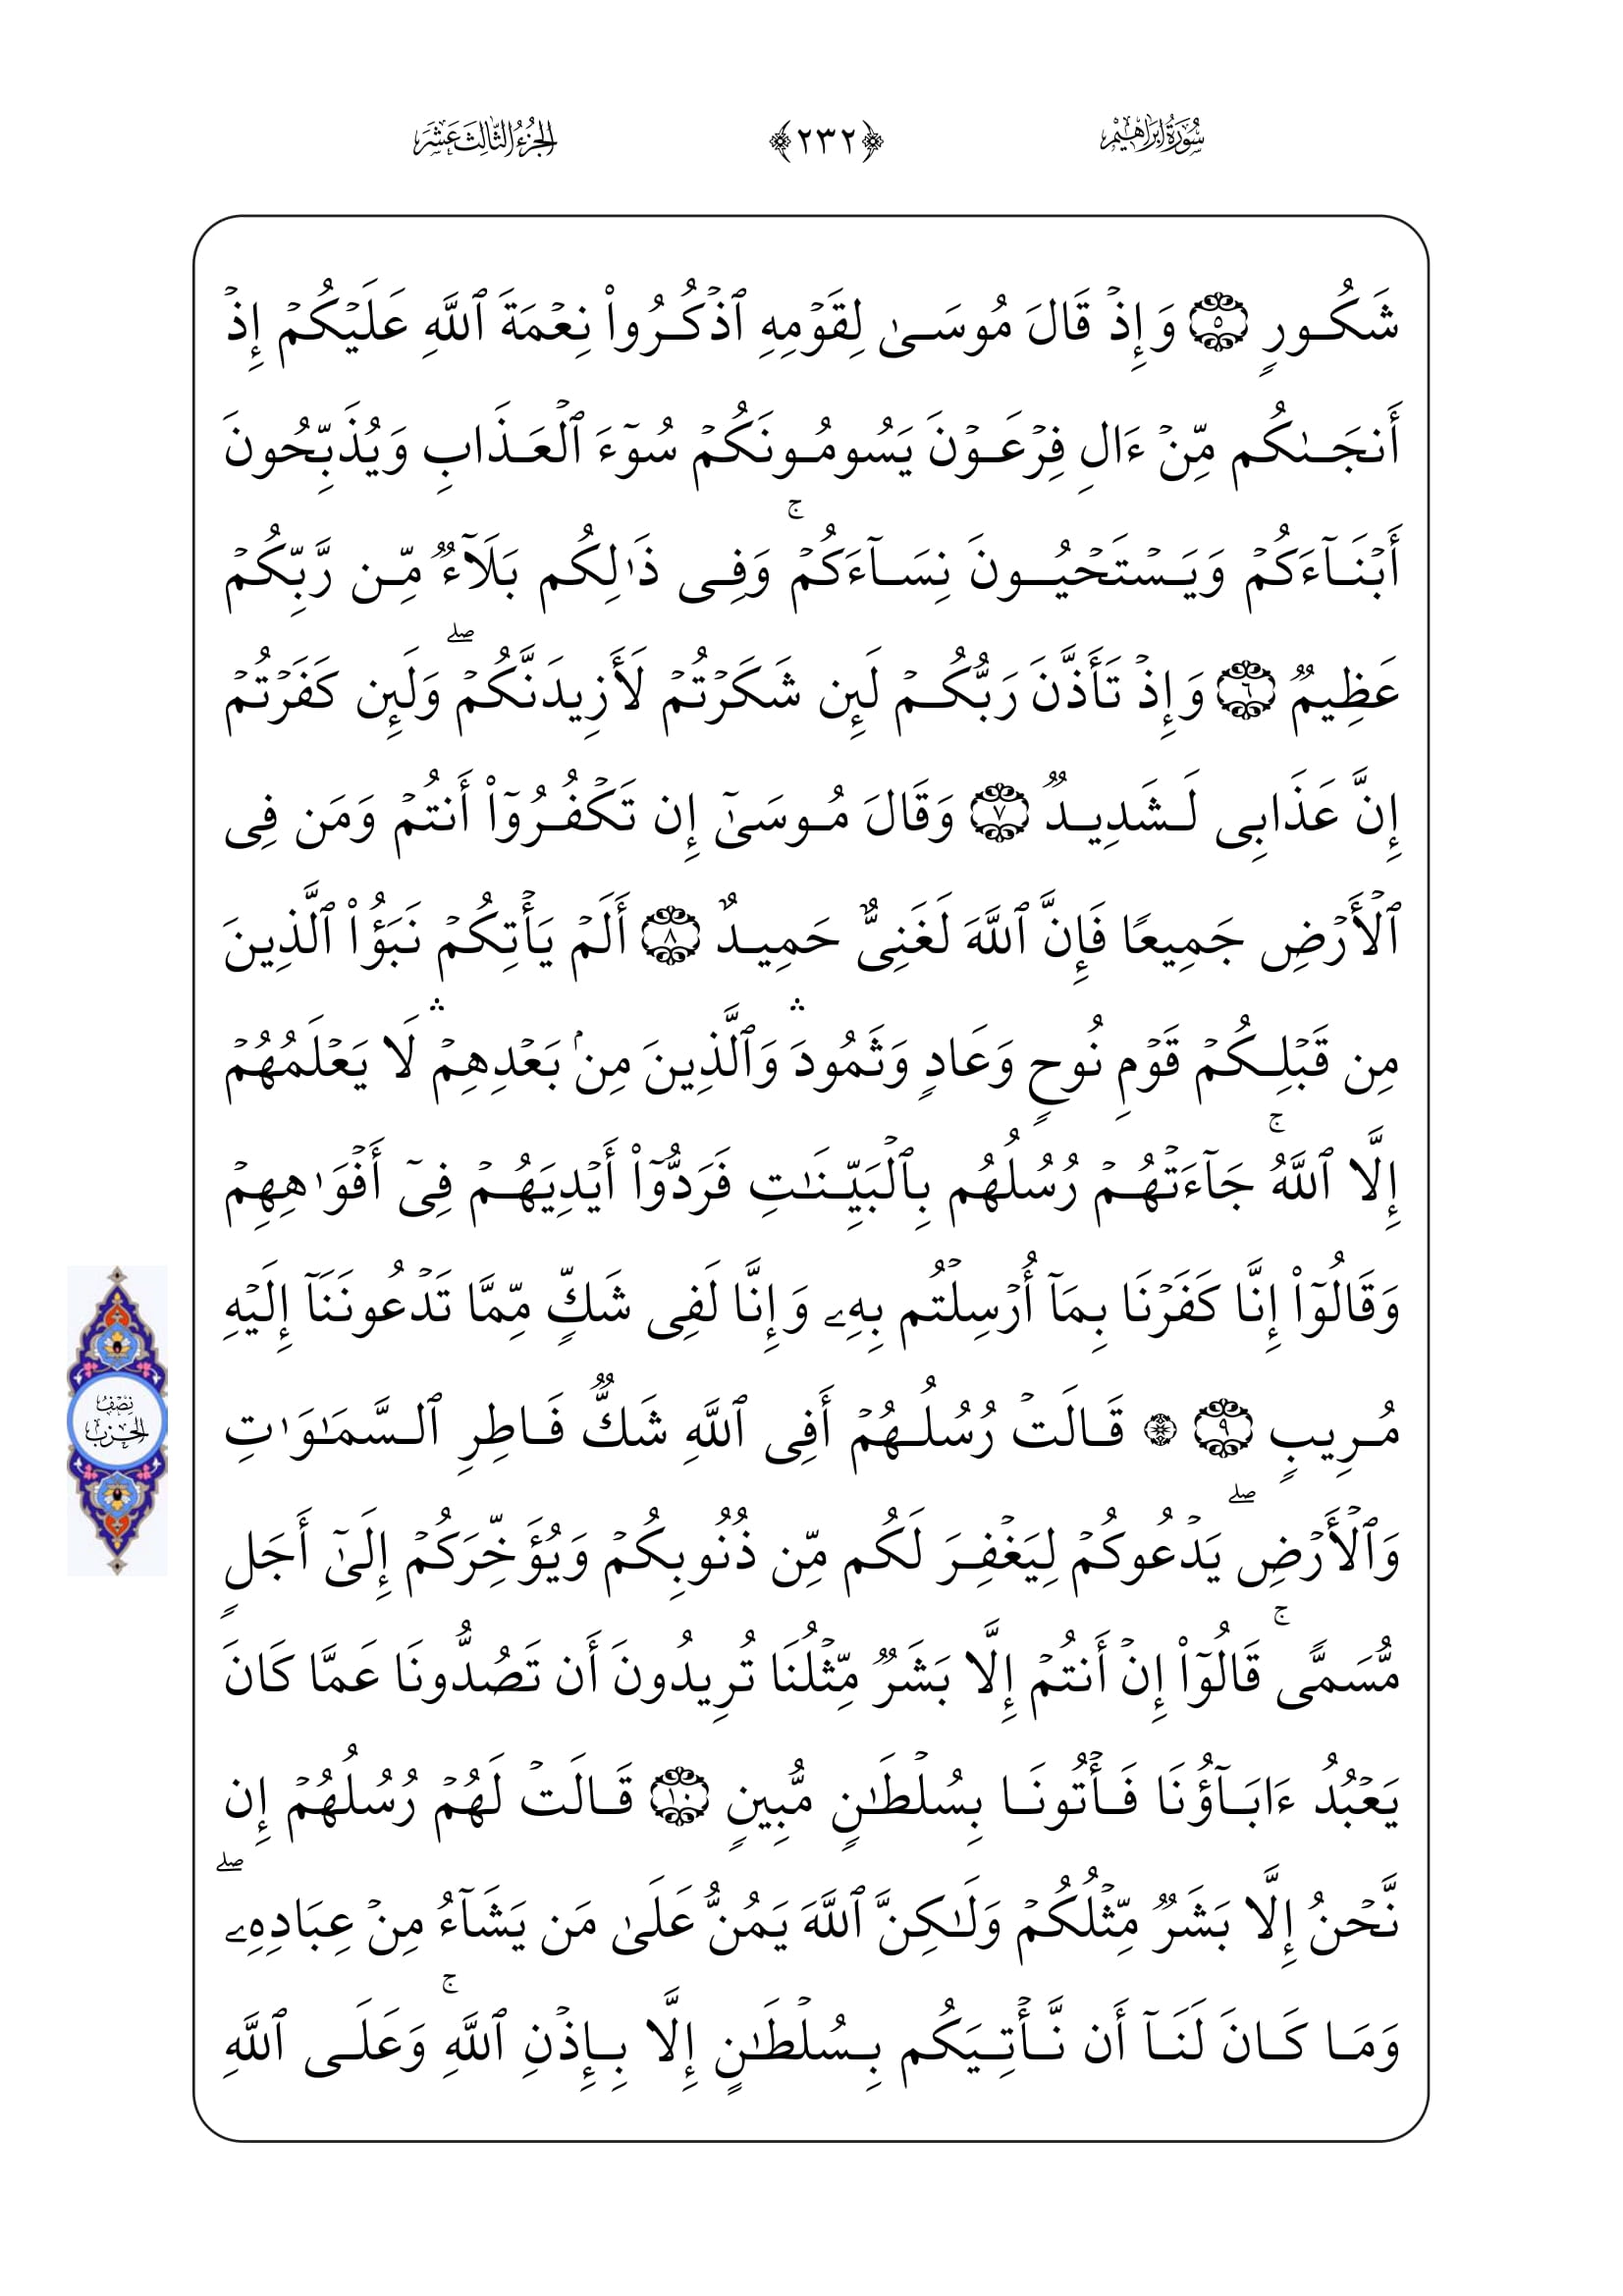 سُورَةُ إِبْرَاهِيمَ ﴿٢٣٢﴾ الجُزْءُ الثَّالِثَ عَشَرَ
شَكُورٍ ٥ وَإِذۡ قَالَ مُوسَىٰ لِقَوۡمِهِ ٱذۡكُرُواْ نِعۡمَةَ ٱللَّهِ عَلَيۡكُمۡ إِذۡ
أَنجَىٰكُم مِّنۡ ءَالِ فِرۡعَوۡنَ يَسُومُونَكُمۡ سُوٓءَ ٱلۡعَذَابِ وَيُذَبِّحُونَ
أَبۡنَآءَكُمۡ وَيَسۡتَحۡيُونَ نِسَآءَكُمۡۚ وَفِى ذَٰلِكُم بَلَآءٌ مِّن رَّبِّكُمۡ
عَظِيمٌ ٦ وَإِذۡ تَأَذَّنَ رَبُّكُمۡ لَئِن شَكَرۡتُمۡ لَأَزِيدَنَّكُمۡۖ وَلَئِن كَفَرۡتُمۡ
إِنَّ عَذَابِى لَشَدِيدٌ ٧ وَقَالَ مُوسَىٰٓ إِن تَكۡفُرُوٓاْ أَنتُمۡ وَمَن فِى
ٱلۡأَرۡضِ جَمِيعًا فَإِنَّ ٱللَّهَ لَغَنِىٌّ حَمِيدٌ ٨ أَلَمۡ يَأۡتِكُمۡ نَبَؤُاْ ٱلَّذِينَ
مِن قَبۡلِكُمۡ قَوۡمِ نُوحٍ وَعَادٍ وَثَمُودَۛ وَٱلَّذِينَ مِنۢ بَعۡدِهِمۡۛ لَا يَعۡلَمُهُمۡ
إِلَّا ٱللَّهُۚ جَآءَتۡهُمۡ رُسُلُهُم بِٱلۡبَيِّنَٰتِ فَرَدُّوٓاْ أَيۡدِيَهُمۡ فِىٓ أَفۡوَٰهِهِمۡ
وَقَالُوٓاْ إِنَّا كَفَرۡنَا بِمَآ أُرۡسِلۡتُم بِهِۦ وَإِنَّا لَفِى شَكٍّ مِّمَّا تَدۡعُونَنَآ إِلَيۡهِ
مُرِيبٍ ٩ ۞ قَالَتۡ رُسُلُهُمۡ أَفِى ٱللَّهِ شَكٌّ فَاطِرِ ٱلسَّمَٰوَٰتِ
نِصْفُ
الحِزْب
وَٱلۡأَرۡضِۖ يَدۡعُوكُمۡ لِيَغۡفِرَ لَكُم مِّن ذُنُوبِكُمۡ وَيُؤَخِّرَكُمۡ إِلَىٰٓ أَجَلٍ
مُّسَمًّىۚ قَالُوٓاْ إِنۡ أَنتُمۡ إِلَّا بَشَرٌ مِّثۡلُنَا تُرِيدُونَ أَن تَصُدُّونَا عَمَّا كَانَ
يَعۡبُدُ ءَابَآؤُنَا فَأۡتُونَا بِسُلۡطَٰنٍ مُّبِينٍ ١٠ قَالَتۡ لَهُمۡ رُسُلُهُمۡ إِن
نَّحۡنُ إِلَّا بَشَرٌ مِّثۡلُكُمۡ وَلَٰكِنَّ ٱللَّهَ يَمُنُّ عَلَىٰ مَن يَشَآءُ مِنۡ عِبَادِهِۦۖ
وَمَا كَانَ لَنَآ أَن نَّأۡتِيَكُم بِسُلۡطَٰنٍ إِلَّا بِإِذۡنِ ٱللَّهِۚ وَعَلَى ٱللَّهِ